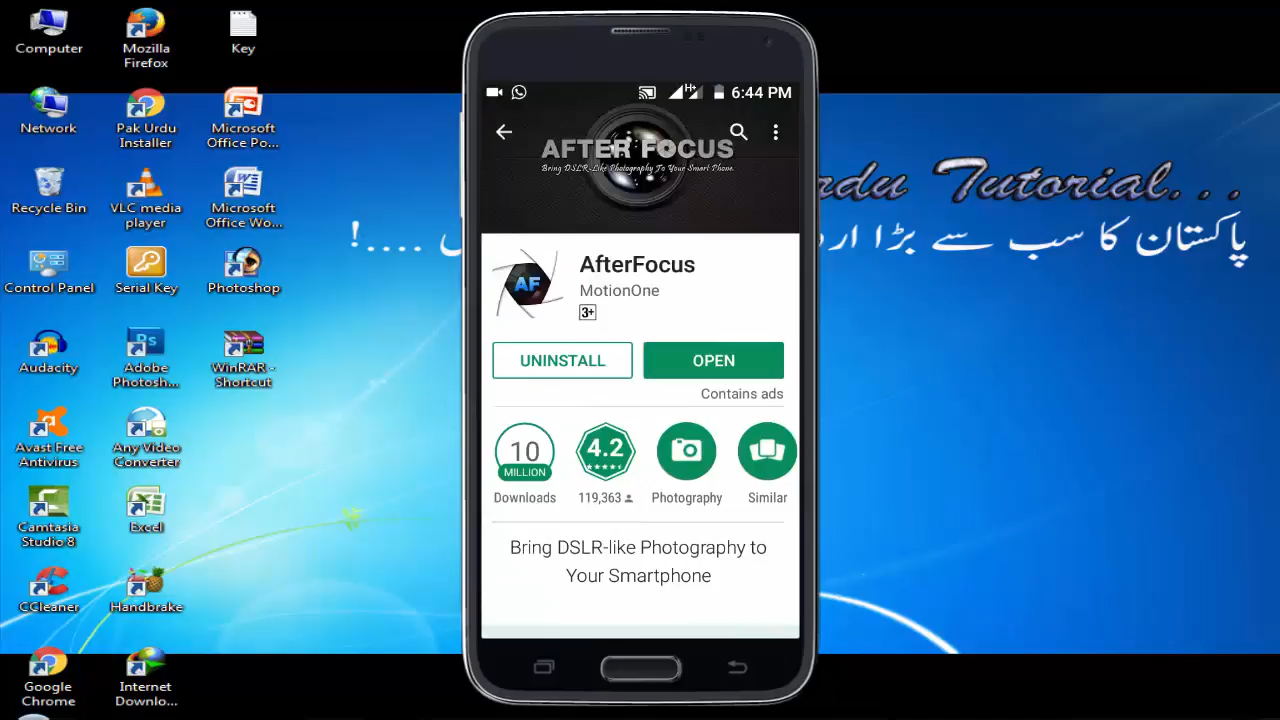 Computer
Mozilla
Firefox
Key
Network
Pak Urdu
Installer
Microsoft
Office Po...
Recycle Bin
VLC media
player
Microsoft
Office Wo...
Control Panel
Serial Key
Photoshop
Audacity
Adobe
Photosh...
WinRAR -
Shortcut
Avast Free
Antivirus
Any Video
Converter
Camtasia
Studio 8
Excel
CCleaner
Handbrake
Google
Chrome
Internet
Downlo...
H+ 6:44 PM
AFTER FOCUS
Bring DSLR-Like Photography To Your Smart Phone.
AF
AfterFocus
MotionOne
3+
UNINSTALL
OPEN
Contains ads
10
MILLION
Downloads
4.2
119,363
Photography
Similar
Bring DSLR-like Photography to
Your Smartphone
Tutorial...
پاکستان کا سب سے بڑا